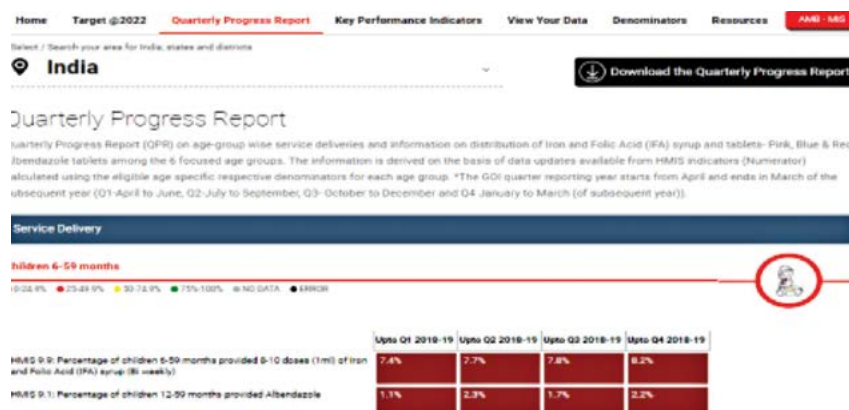 Home Target @2022 Quarterly Progress Report Key Performance Indicators View Your Data Denominators Resources AMB - MIS
Select / Search your area for India, states and districts
India
Download the Quarterly Progress Report
Quarterly Progress Report
uarterly Progress Report (QPR) on age-group wise service deliveries and information on distribution of Iron and Folic Acid (IFA) syrup and tablets- Pink, Blue & Red
lbendazole tablets among the 6 focused age groups. The information is derived on the basis of data updates available from HMIS indicators (Numerator)
alculated using the eligible age specific respective denominators for each age group. *The GOI quarter reporting year starts from April and ends in March of the
ubsequent year (Q1-April to June, Q2-July to September, Q3- October to December and Q4 January to March (of subsequent year)).
Service Delivery
hildren 6-59 months
0-24.9% 25-49.9% 50-74.9% 75%-100% NO DATA ERROR
Upto Q1 2018-19 Upto Q2 2018-19 Upto Q3 2018-19 Upto Q4 2018-19
HMIS 9.9: Percentage of children 6-59 months provided 8-10 doses (1ml) of Iron 7.4% 7.7% 7.8% 8.2%
and Folic Acid (IFA) syrup (Bi weekly)
HMIS 9.1: Percentage of children 12-59 months provided Albendazole 1.1% 2.3% 1.7% 2.2%